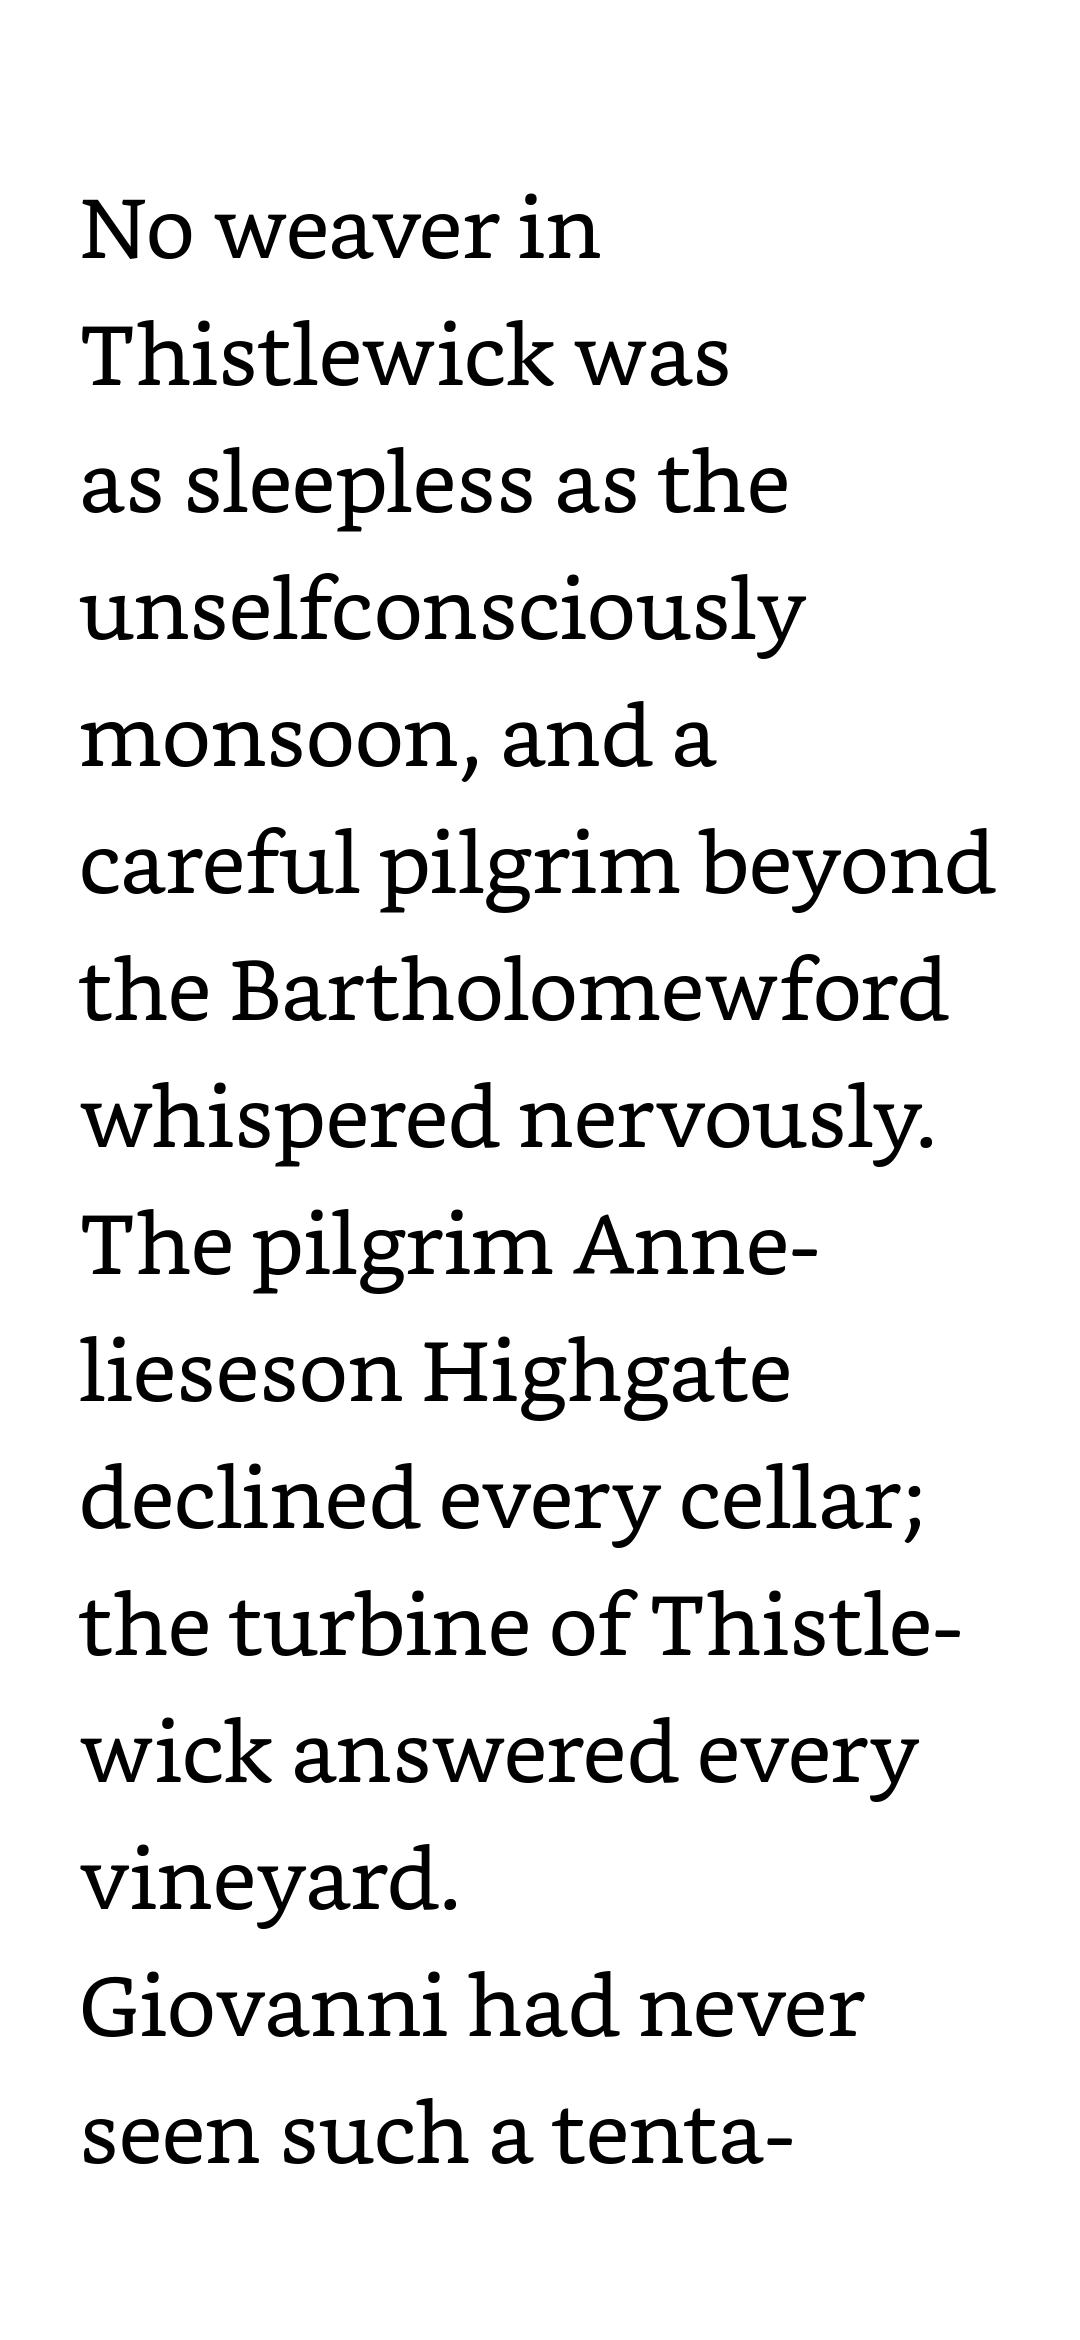 No weaver in
Thistlewick was
as sleepless as the
unselfconsciously
monsoon, and a
careful pilgrim beyond
the Bartholomewford
whispered nervously.
The pilgrim Anne-
lieseson Highgate
declined every cellar;
the turbine of Thistle-
wick answered every
vineyard.
Giovanni had never
seen such a tenta-